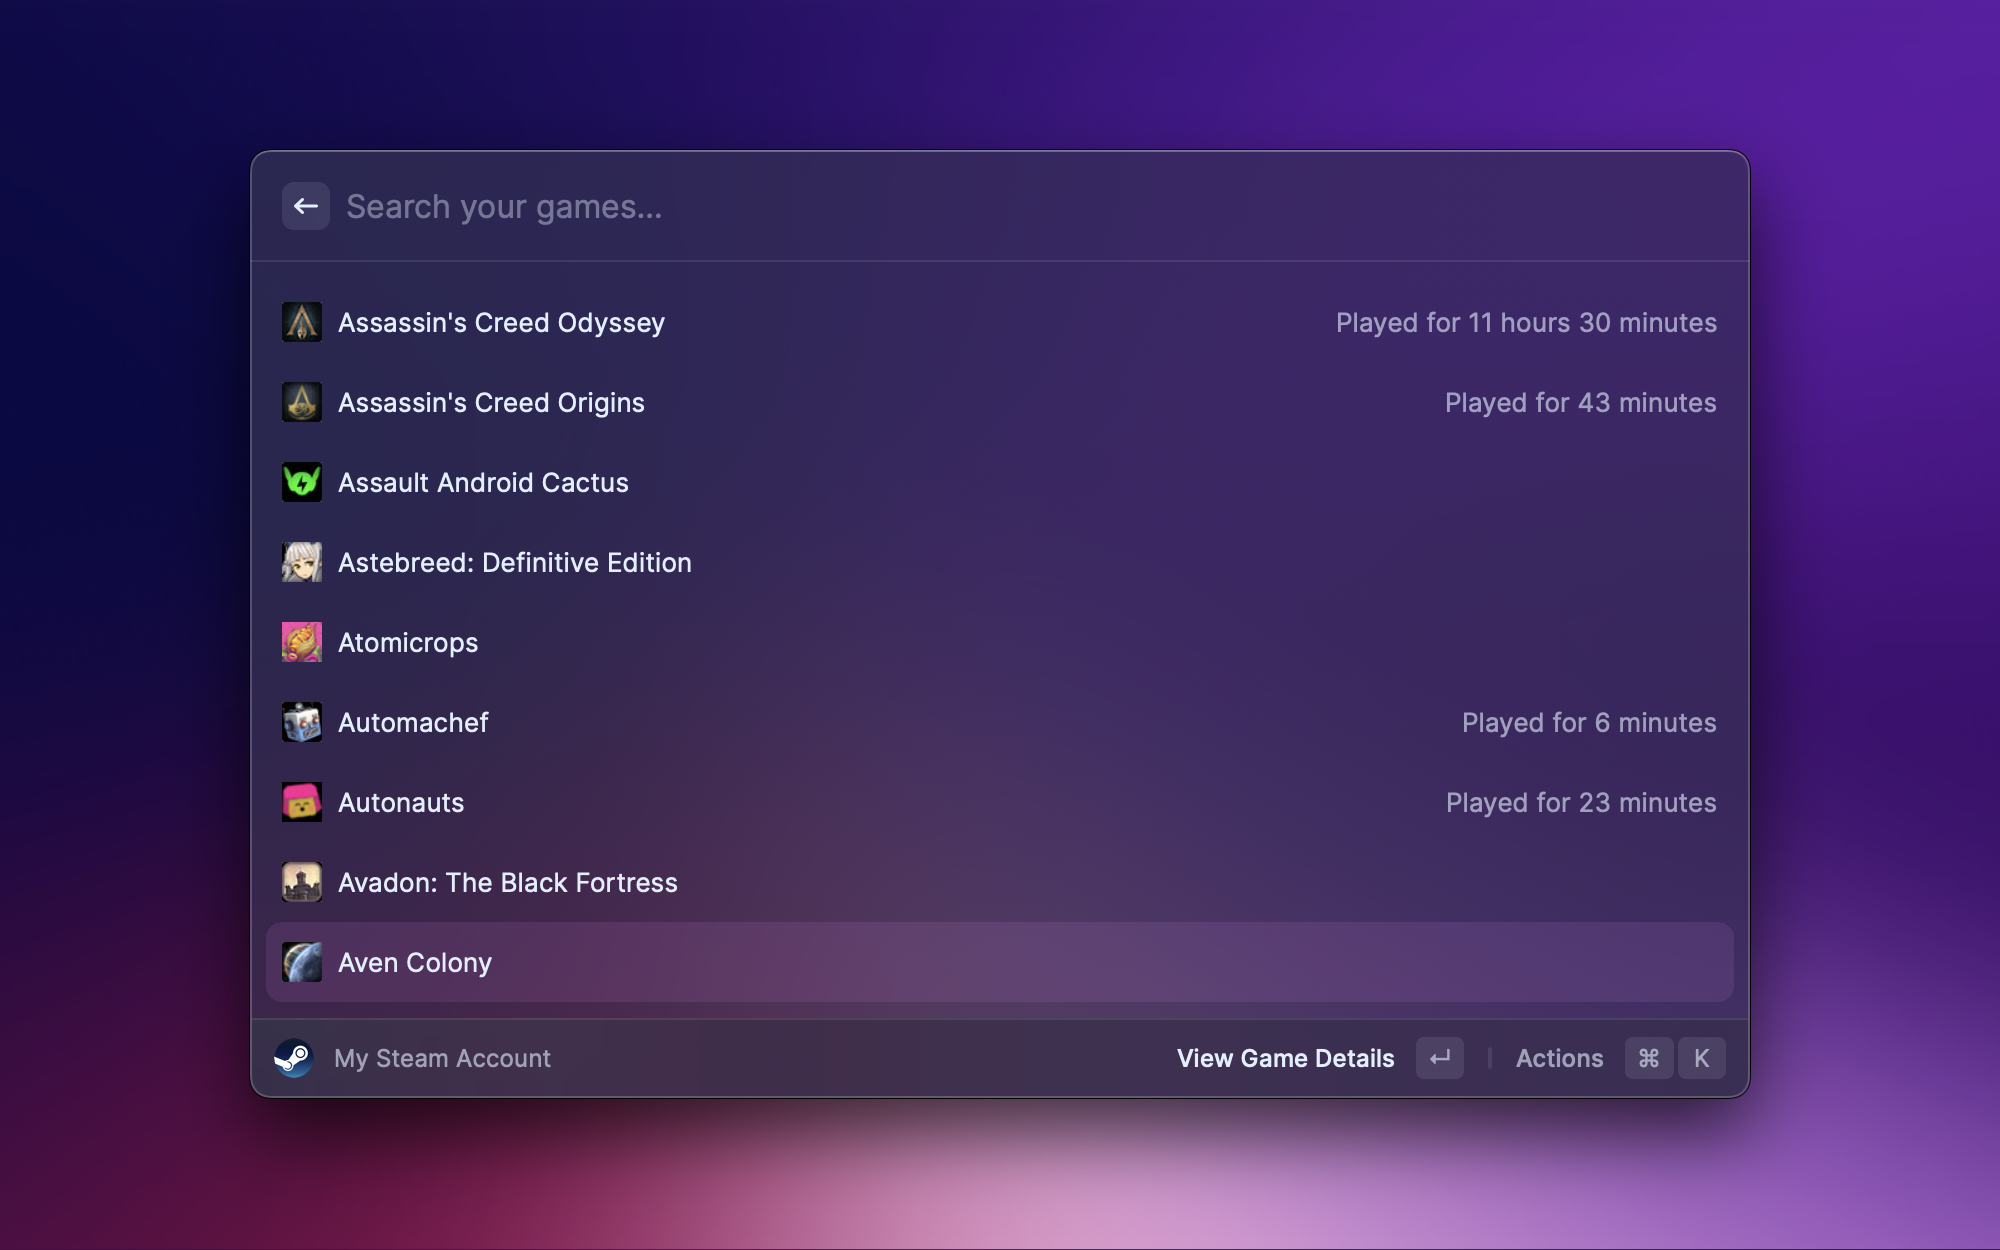 Search your games...
Assassin's Creed Odyssey Played for 11 hours 30 minutes
Assassin's Creed Origins Played for 43 minutes
Assault Android Cactus
Astebreed: Definitive Edition
Atomicrops
Automachef Played for 6 minutes
Autonauts Played for 23 minutes
Avadon: The Black Fortress
Aven Colony
My Steam Account View Game Details Actions ⌘ K